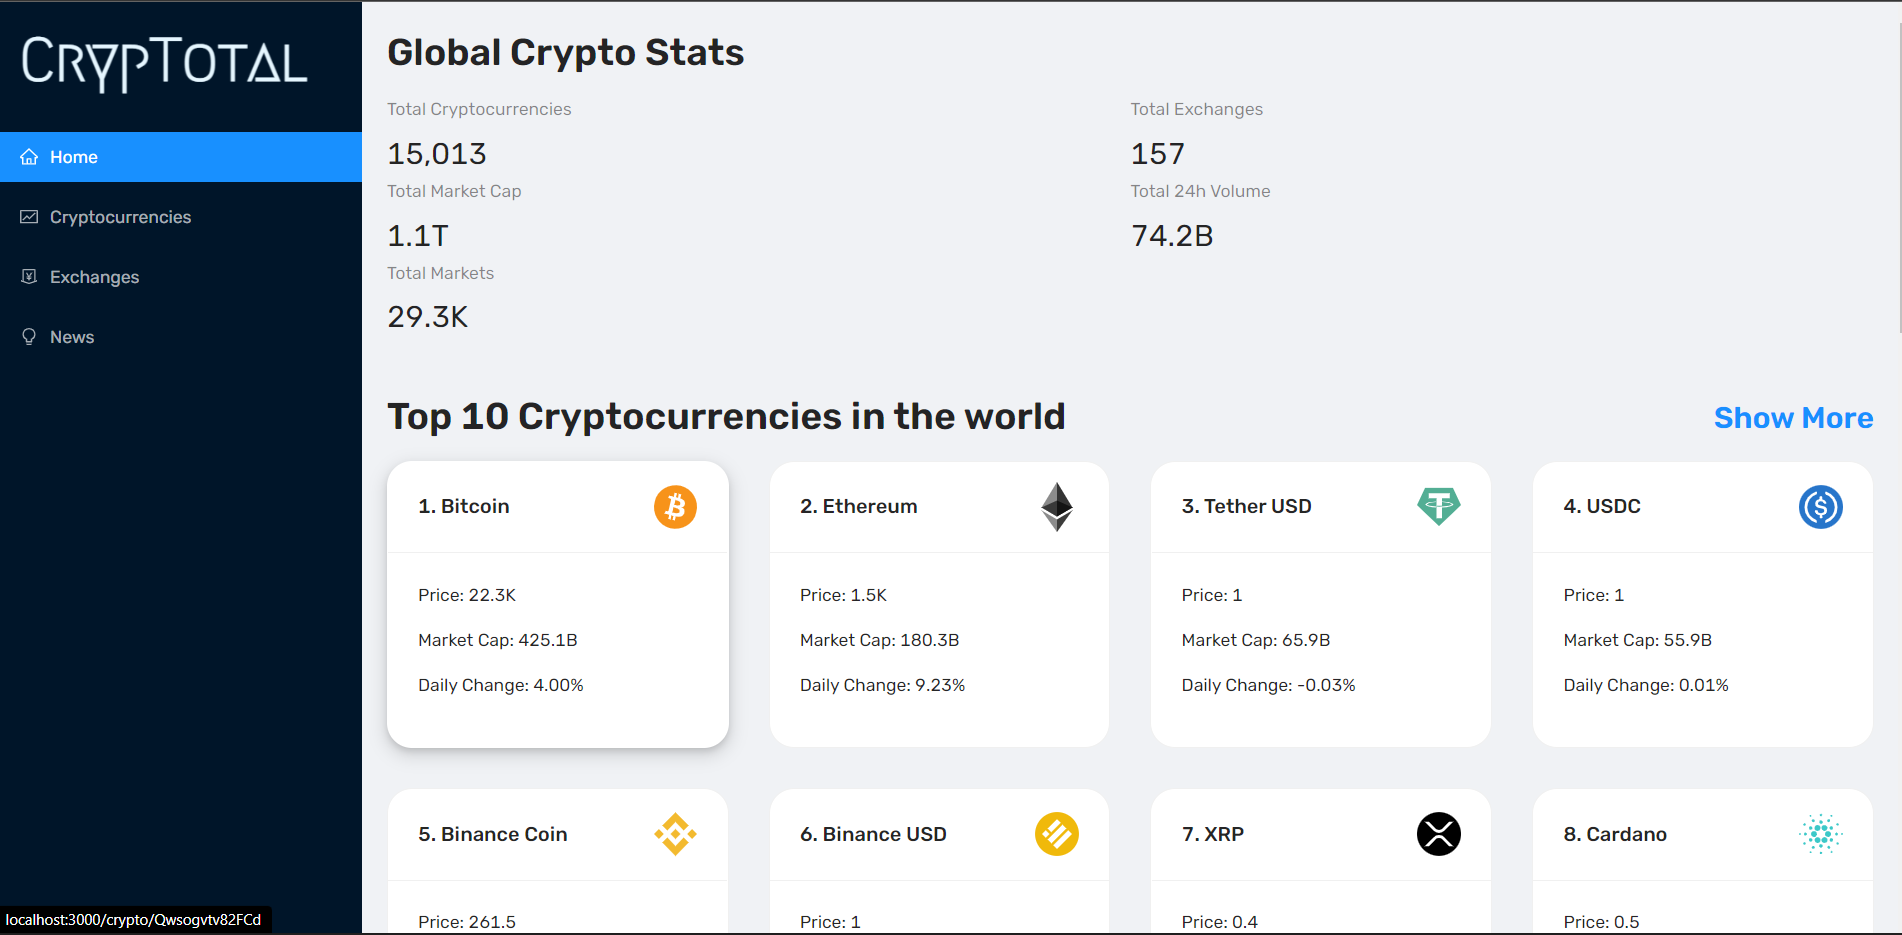 CRYPTOTAL
Home
Cryptocurrencies
Exchanges
News
Global Crypto Stats
Total Cryptocurrencies
15,013
Total Exchanges
157
Total Market Cap
1.1T
Total 24h Volume
74.2B
Total Markets
29.3K
Top 10 Cryptocurrencies in the world
Show More
1. Bitcoin
Price: 22.3K
Market Cap: 425.1B
Daily Change: 4.00%
2. Ethereum
Price: 1.5K
Market Cap: 180.3B
Daily Change: 9.23%
3. Tether USD
Price: 1
Market Cap: 65.9B
Daily Change: -0.03%
4. USDC
Price: 1
Market Cap: 55.9B
Daily Change: 0.01%
5. Binance Coin
Price: 261.5
6. Binance USD
Price: 1
7. XRP
Price: 0.4
8. Cardano
Price: 0.5
localhost:3000/crypto/Qwsogvtv82FCd